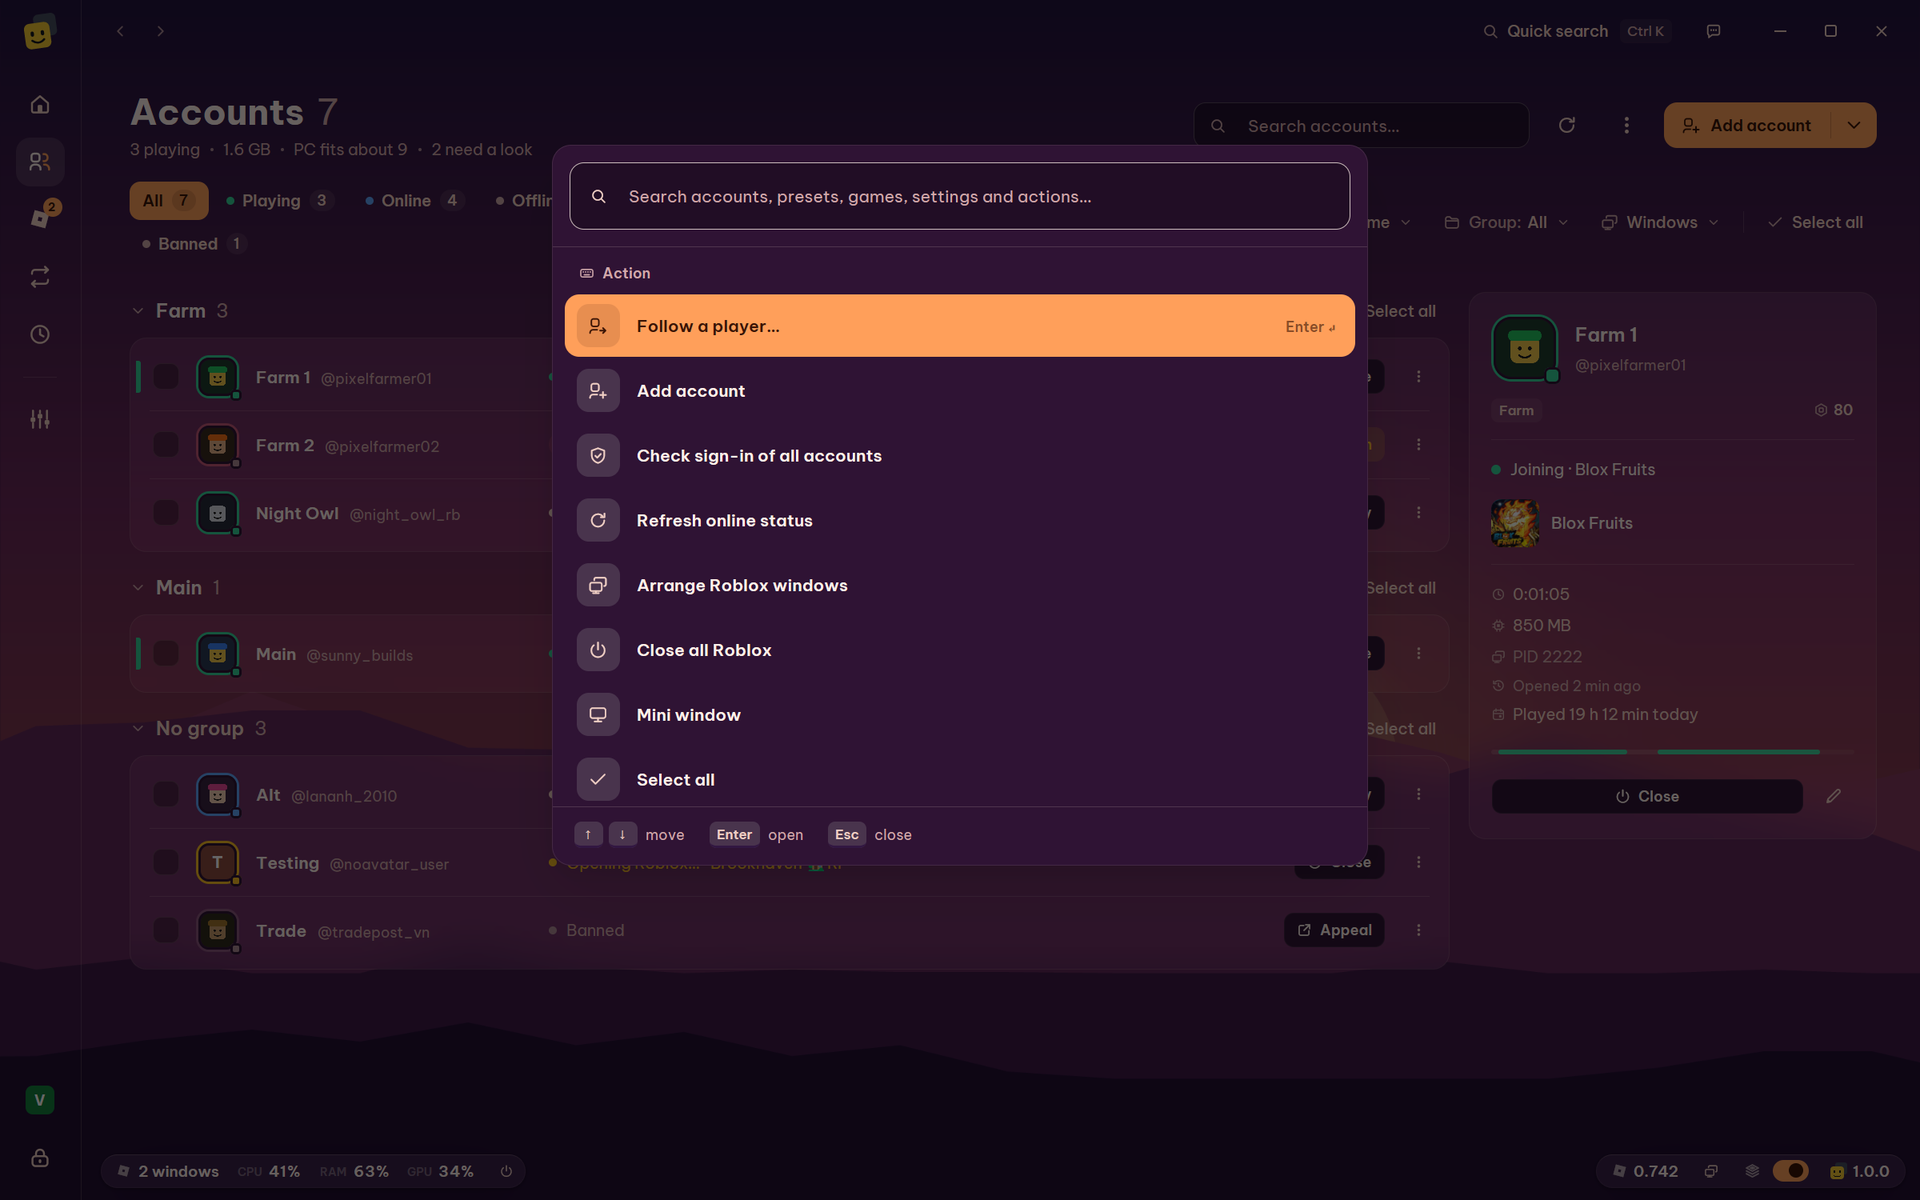 Quick search Ctrl K
Accounts 7
Search accounts...
Add account
3 playing • 1.6 GB • PC fits about 9 • 2 need a look
2
All 7
Playing 3
Online 4
Group: All
Windows
Select all
Banned 1
Search accounts, presets, games, settings and actions...
Action
Follow a player...
Enter ↲
Add account
Check sign-in of all accounts
Refresh online status
Arrange Roblox windows
Close all Roblox
Mini window
Select all
↑ ↓ move Enter open Esc close
Farm 3
Select all
Farm 1 @pixelfarmer01
Farm 2 @pixelfarmer02
Night Owl @night_owl_rb
Main 1
Select all
Main @sunny_builds
No group 3
Select all
Alt @lananh_2010
T
Testing @noavatar_user
Trade @tradepost_vn
Banned
Appeal
Farm 1
@pixelfarmer01
Farm
80
Joining · Blox Fruits
Blox Fruits
0:01:05
850 MB
PID 2222
Opened 2 min ago
Played 19 h 12 min today
Close
V
2 windows CPU 41% RAM 63% GPU 34%
0.742
1.0.0